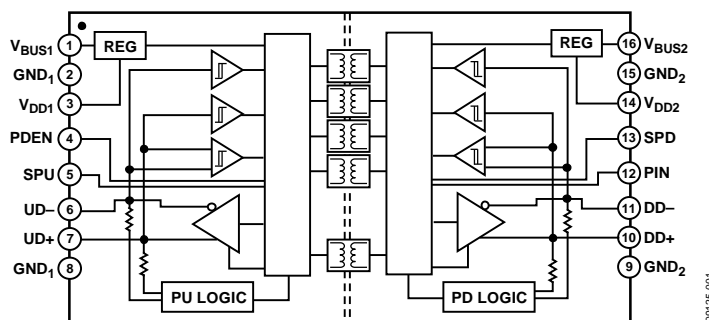 VBUS1 1 REG REG 16 VBUS2
GND1 2 15 GND2
VDD1 3 14 VDD2
PDEN 4 13 SPD
SPU 5 12 PIN
UD– 6 11 DD–
UD+ 7 10 DD+
GND1 8 9 GND2
PU LOGIC PD LOGIC
09125-001